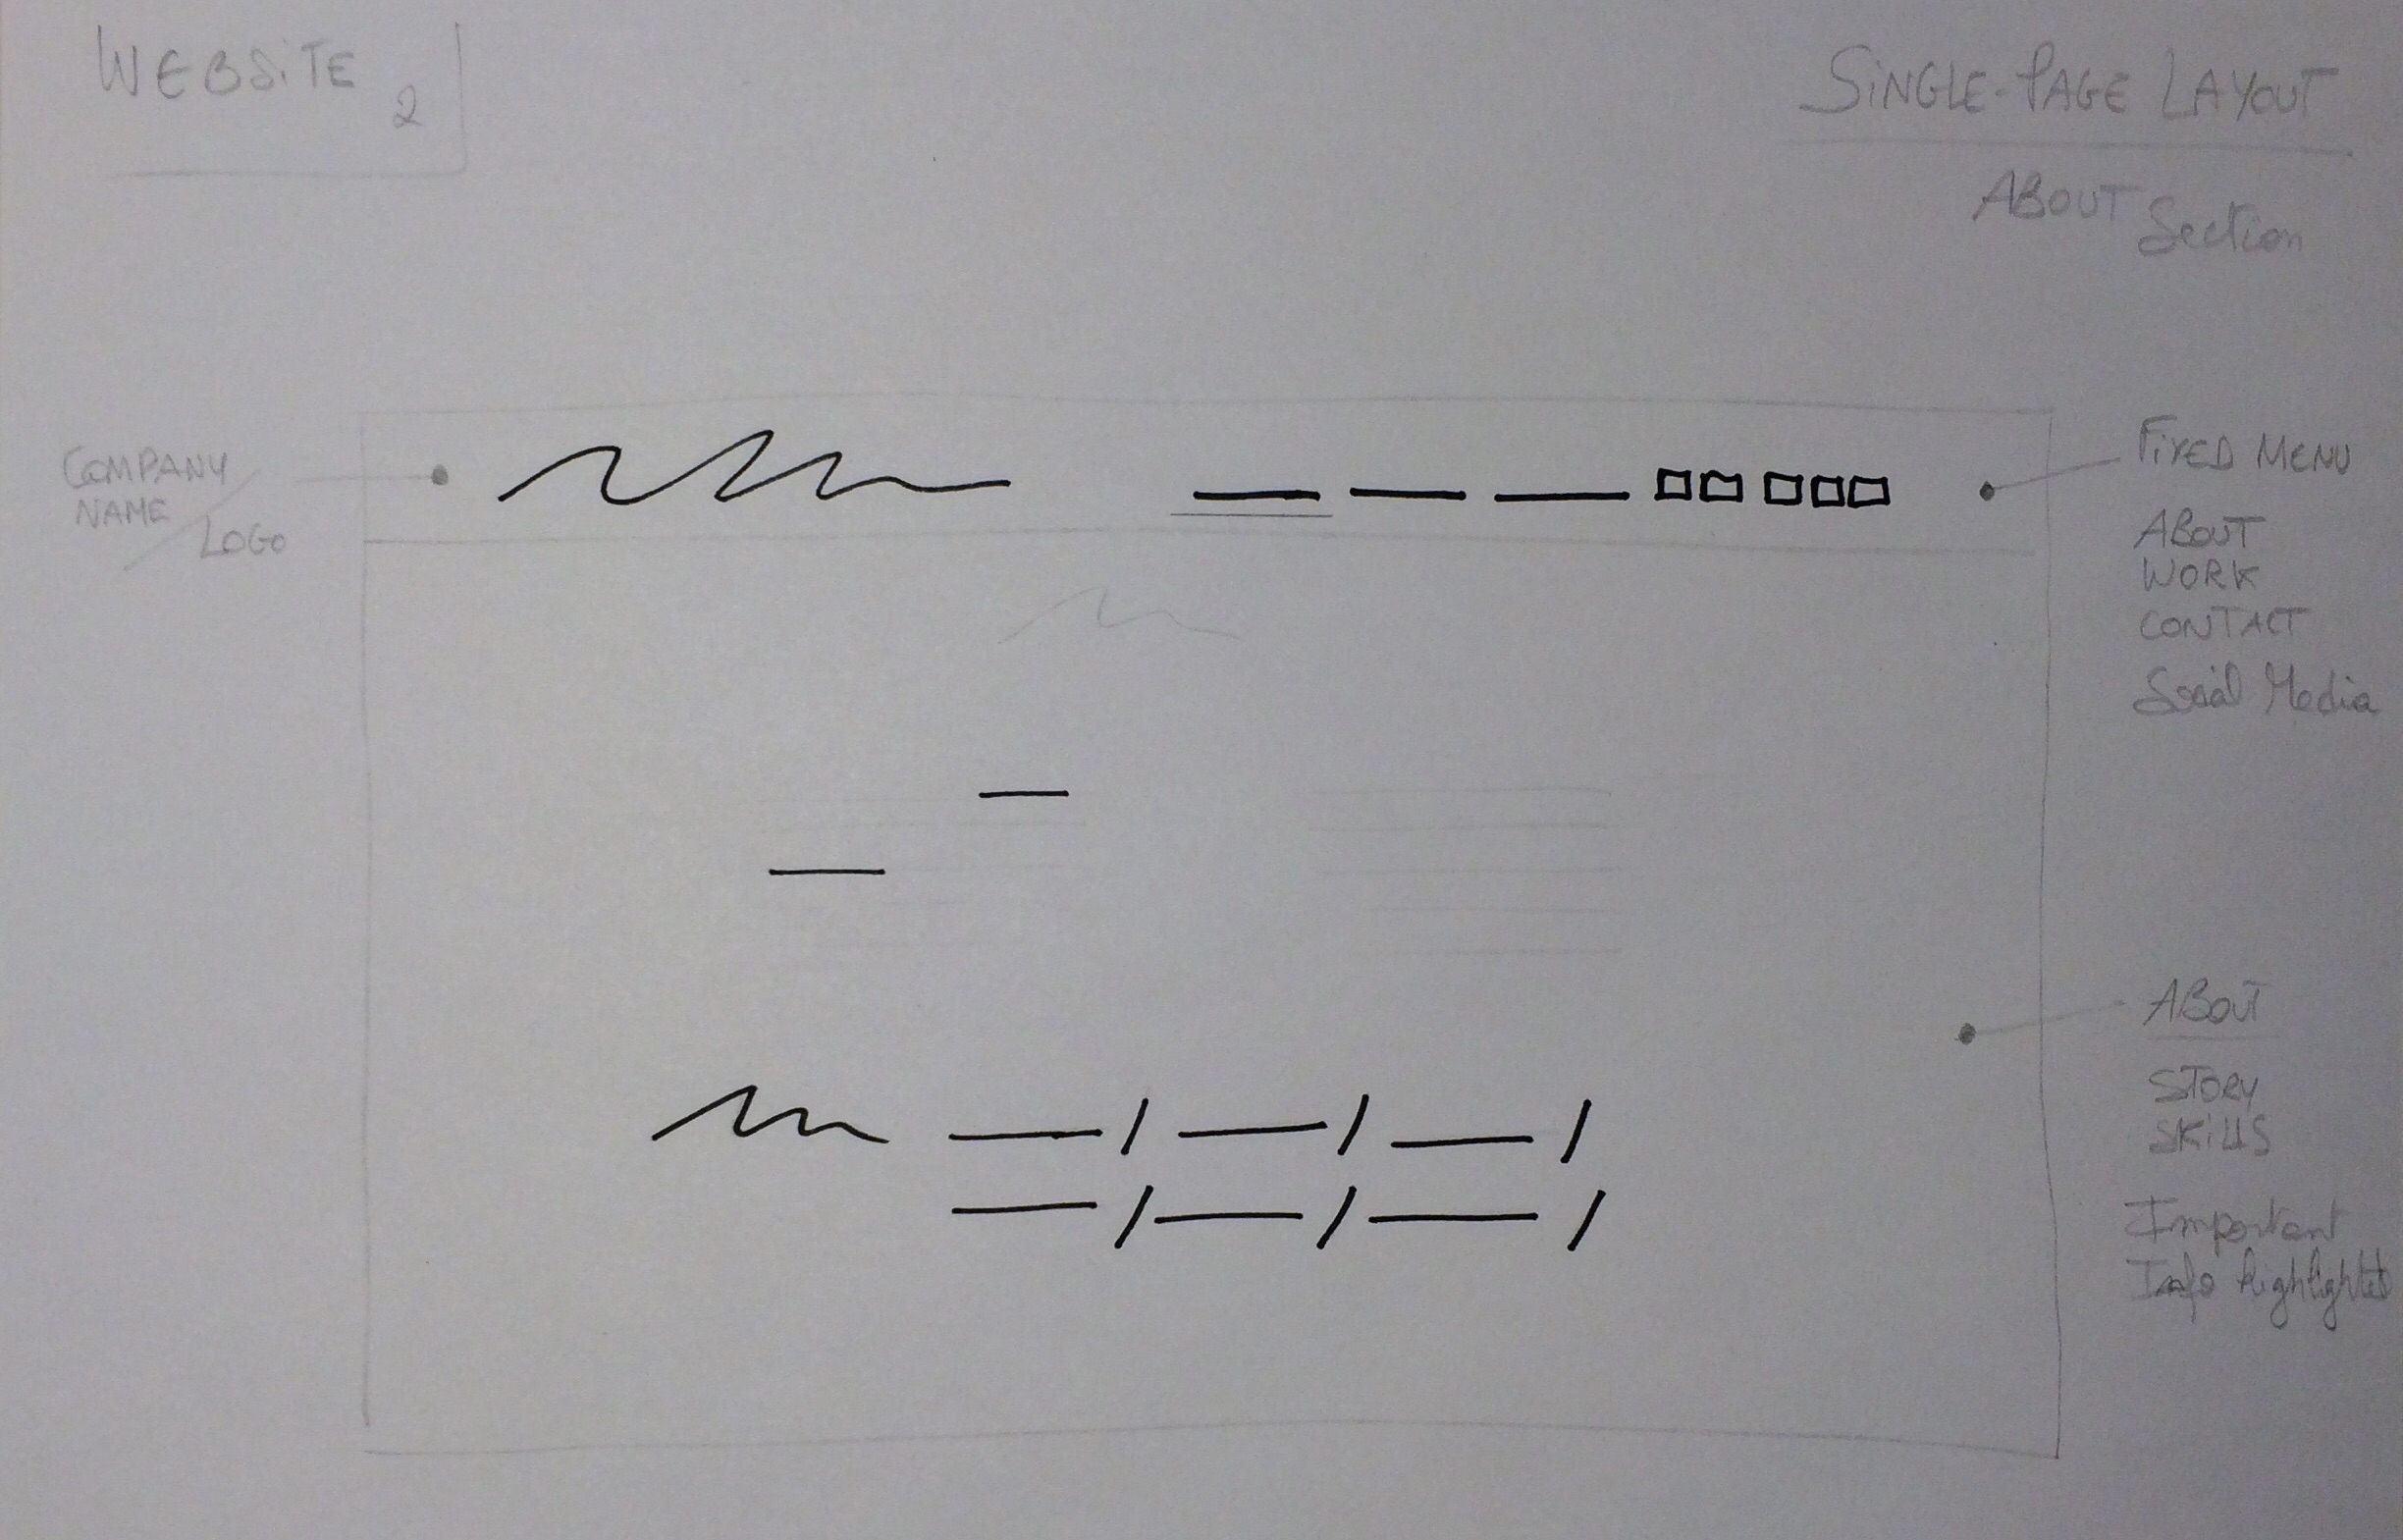 WEBSiTE 2
SiNGLE-PAGE LAYOUT
ABOUT Section
COMPANY
NAME /
LOGO
FiXED MENU
ABOUT
WORK
CONTACT
Social Media
ABOUT
STORY
SKiLLS
Important
Info highlighted